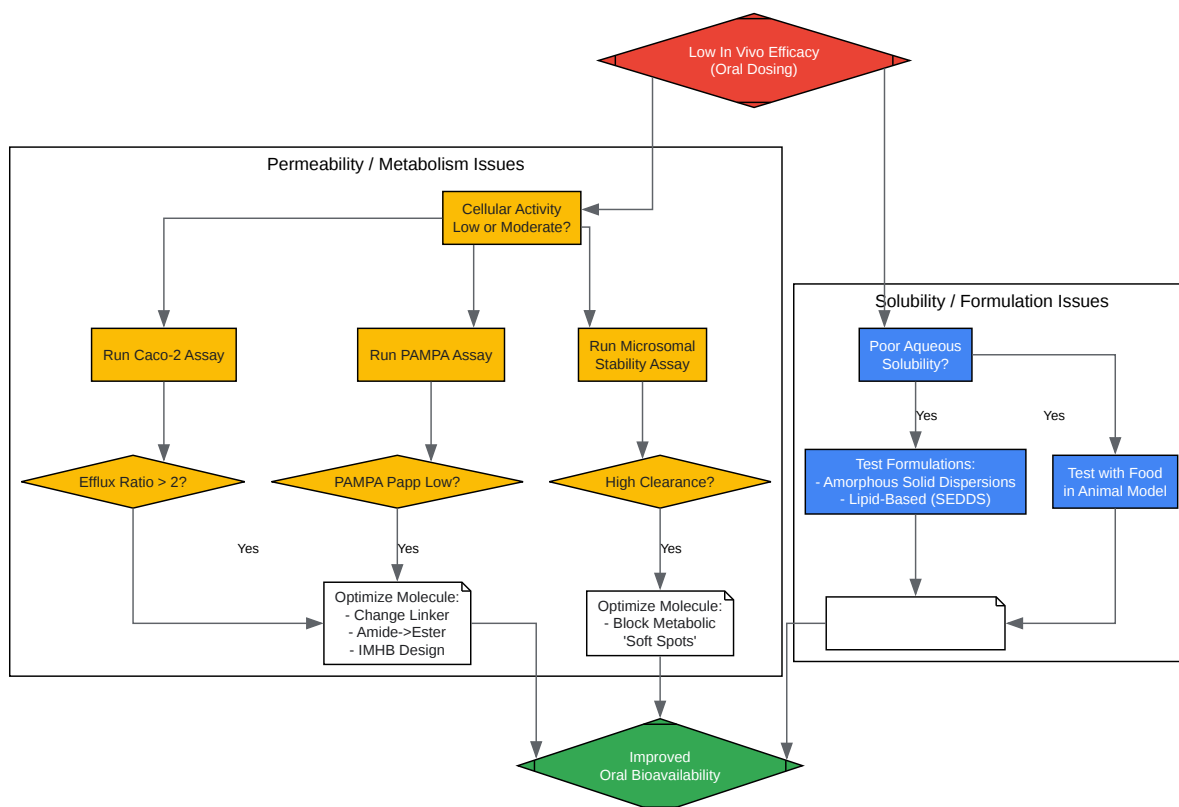 Low In Vivo Efficacy
(Oral Dosing)
Permeability / Metabolism Issues
Cellular Activity
Low or Moderate?
Solubility / Formulation Issues
Run Caco-2 Assay
Run PAMPA Assay
Run Microsomal
Stability Assay
Poor Aqueous
Solubility?
Yes
Yes
Efflux Ratio > 2?
PAMPA Papp Low?
High Clearance?
Test Formulations:
- Amorphous Solid Dispersions
- Lipid-Based (SEDDS)
Test with Food
in Animal Model
Yes
Yes
Yes
Optimize Molecule:
- Change Linker
- Amide->Ester
- IMHB Design
Optimize Molecule:
- Block Metabolic
'Soft Spots'
Improved
Oral Bioavailability